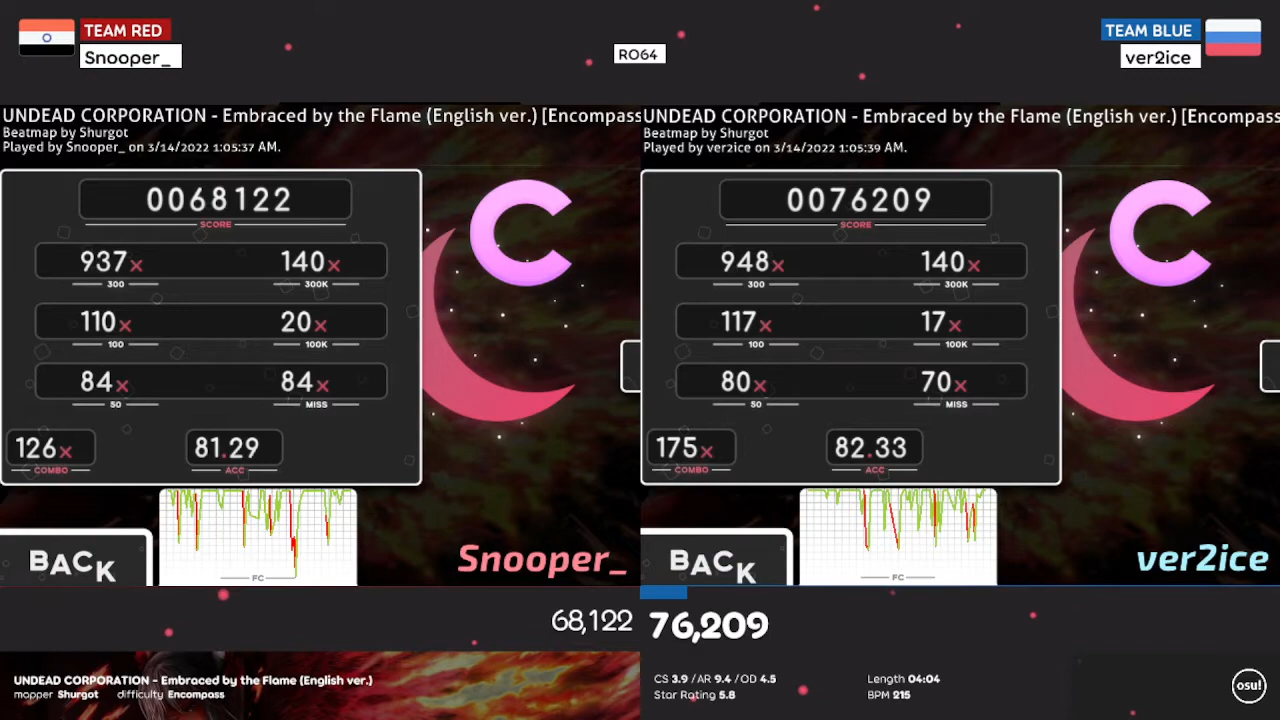 TEAM RED
Snooper_
RO64
TEAM BLUE
ver2ice
UNDEAD CORPORATION - Embraced by the Flame (English ver.) [Encompass
Beatmap by Shurgot
Played by Snooper_ on 3/14/2022 1:05:37 AM.
0068122
SCORE
937x 140x
300 300K
110x 20x
100 100K
84x 84x
50 MISS
126x 81.29
COMBO ACC
FC
BACK
Snooper_
UNDEAD CORPORATION - Embraced by the Flame (English ver.) [Encompass
Beatmap by Shurgot
Played by ver2ice on 3/14/2022 1:05:39 AM.
0076209
SCORE
948x 140x
300 300K
117x 17x
100 100K
80x 70x
50 MISS
175x 82.33
COMBO ACC
FC
BACK
ver2ice
68,122 76,209
UNDEAD CORPORATION - Embraced by the Flame (English ver.)
mapper Shurgot difficulty Encompass
CS 3.9 / AR 9.4 / OD 4.5
Star Rating 5.8
Length 04:04
BPM 215
osu!